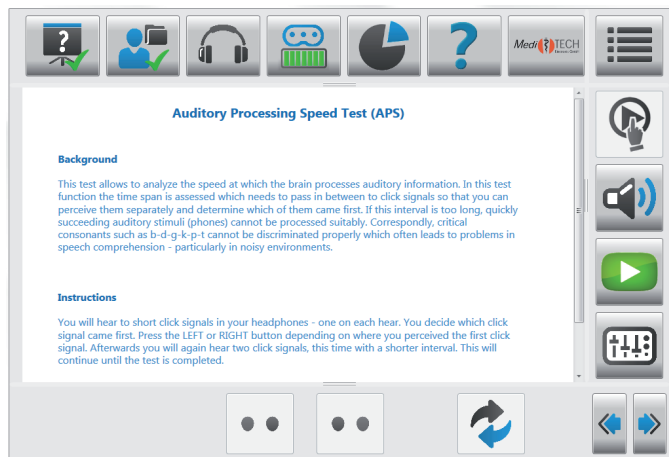 Medi TECH
Auditory Processing Speed Test (APS)
Background
This test allows to analyze the speed at which the brain processes auditory information. In this test
function the time span is assessed which needs to pass in between to click signals so that you can
perceive them separately and determine which of them came first. If this interval is too long, quickly
succeeding auditory stimuli (phones) cannot be processed suitably. Correspondly, critical
consonants such as b-d-g-k-p-t cannot be discriminated properly which often leads to problems in
speech comprehension - particularly in noisy environments.
Instructions
You will hear to short click signals in your headphones - one on each hear. You decide which click
signal came first. Press the LEFT or RIGHT button depending on where you perceived the first click
signal. Afterwards you will again hear two click signals, this time with a shorter interval. This will
continue until the test is completed.